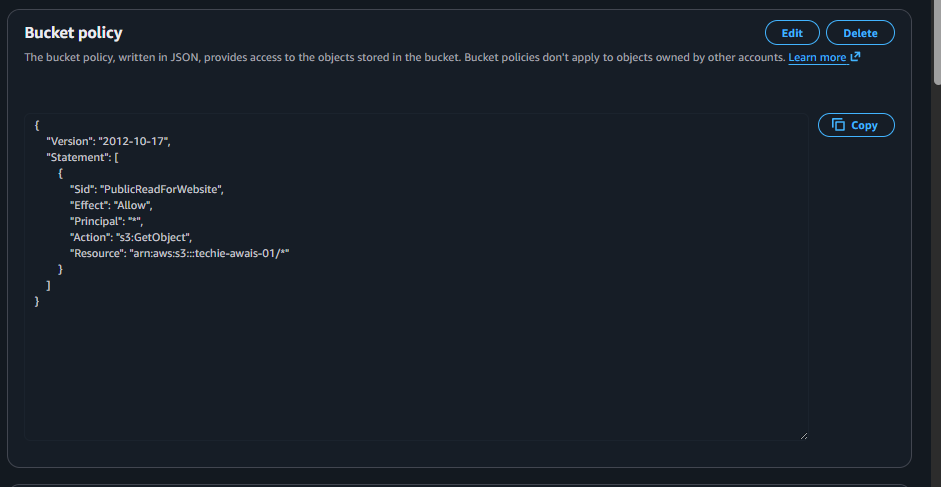 Bucket policy
Edit
Delete
The bucket policy, written in JSON, provides access to the objects stored in the bucket. Bucket policies don't apply to objects owned by other accounts. Learn more
Copy
{
"Version": "2012-10-17",
"Statement": [
{
"Sid": "PublicReadForWebsite",
"Effect": "Allow",
"Principal": "*",
"Action": "s3:GetObject",
"Resource": "arn:aws:s3:::techie-awais-01/*"
}
]
}